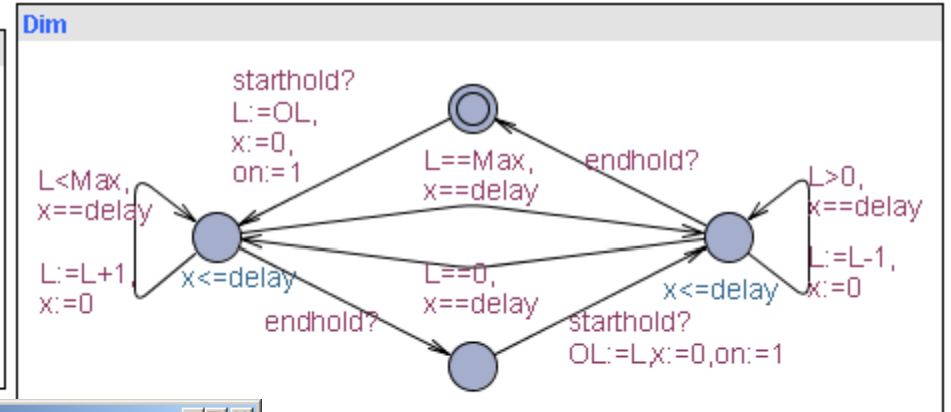 Dim
starthold?
L:=OL,
x:=0,
on:=1
L==Max,
x==delay
endhold?
L<Max,
x==delay
L>0,
x==delay
L:=L+1,
x:=0
x<=delay
L==0,
x==delay
x<=delay
L:=L-1,
x:=0
endhold?
starthold?
OL:=L,x:=0,on:=1